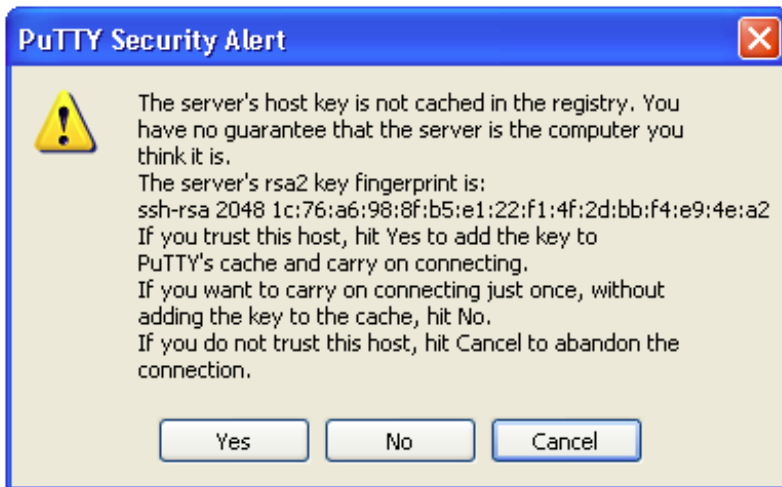 PuTTY Security Alert
The server's host key is not cached in the registry. You
have no guarantee that the server is the computer you
think it is.
The server's rsa2 key fingerprint is:
ssh-rsa 2048 1c:76:a6:98:8f:b5:e1:22:f1:4f:2d:bb:f4:e9:4e:a2
If you trust this host, hit Yes to add the key to
PuTTY's cache and carry on connecting.
If you want to carry on connecting just once, without
adding the key to the cache, hit No.
If you do not trust this host, hit Cancel to abandon the
connection.
Yes No Cancel